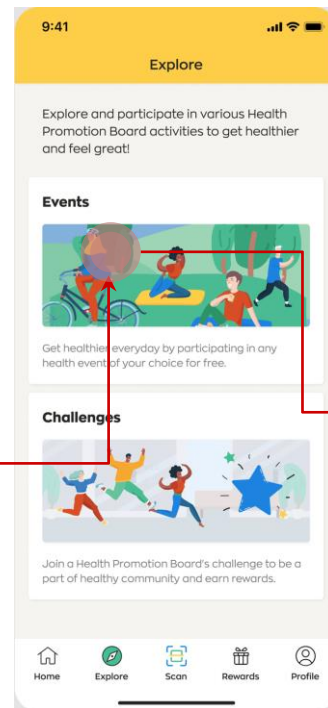 9:41
Explore
Explore and participate in various Health
Promotion Board activities to get healthier
and feel great!
Events
Get healthier everyday by participating in any
health event of your choice for free.
Challenges
Join a Health Promotion Board's challenge to be a
part of healthy community and earn rewards.
Home Explore Scan Rewards Profile